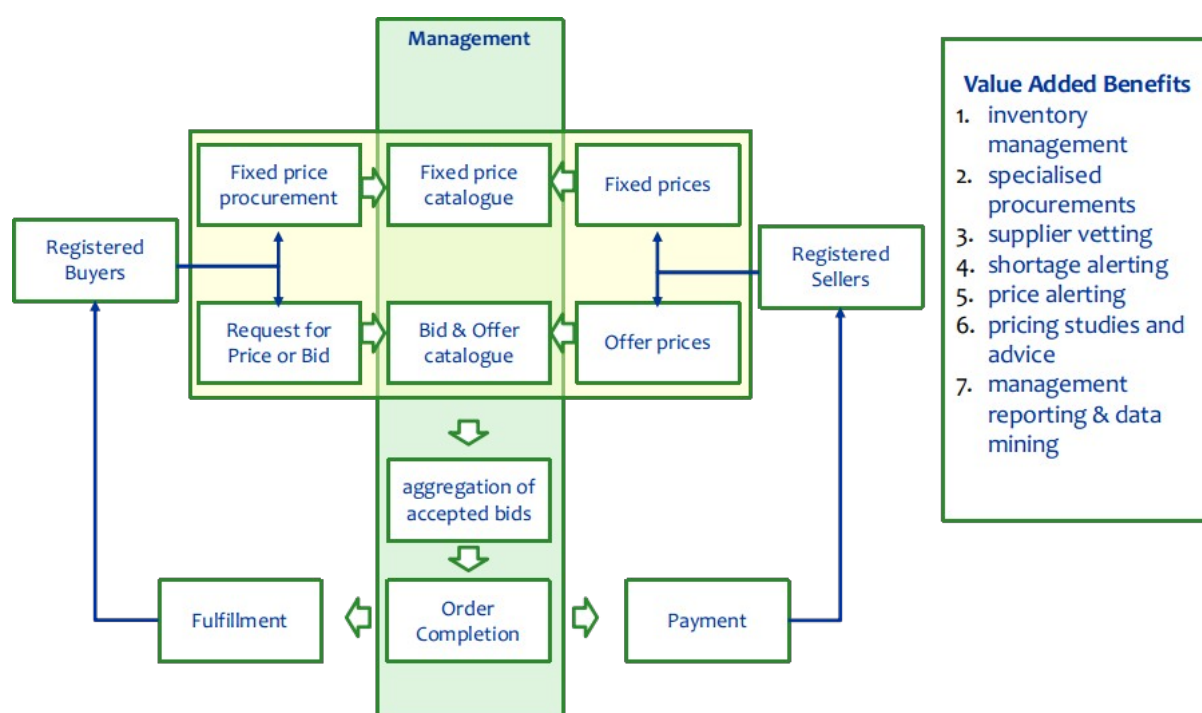 Management
Fixed price
procurement
Fixed price
catalogue
Fixed prices
Registered
Buyers
Registered
Sellers
Request for
Price or Bid
Bid & Offer
catalogue
Offer prices
aggregation of
accepted bids
Fulfillment
Order
Completion
Payment
Value Added Benefits
1. inventory
management
2. specialised
procurements
3. supplier vetting
4. shortage alerting
5. price alerting
6. pricing studies and
advice
7. management
reporting & data
mining